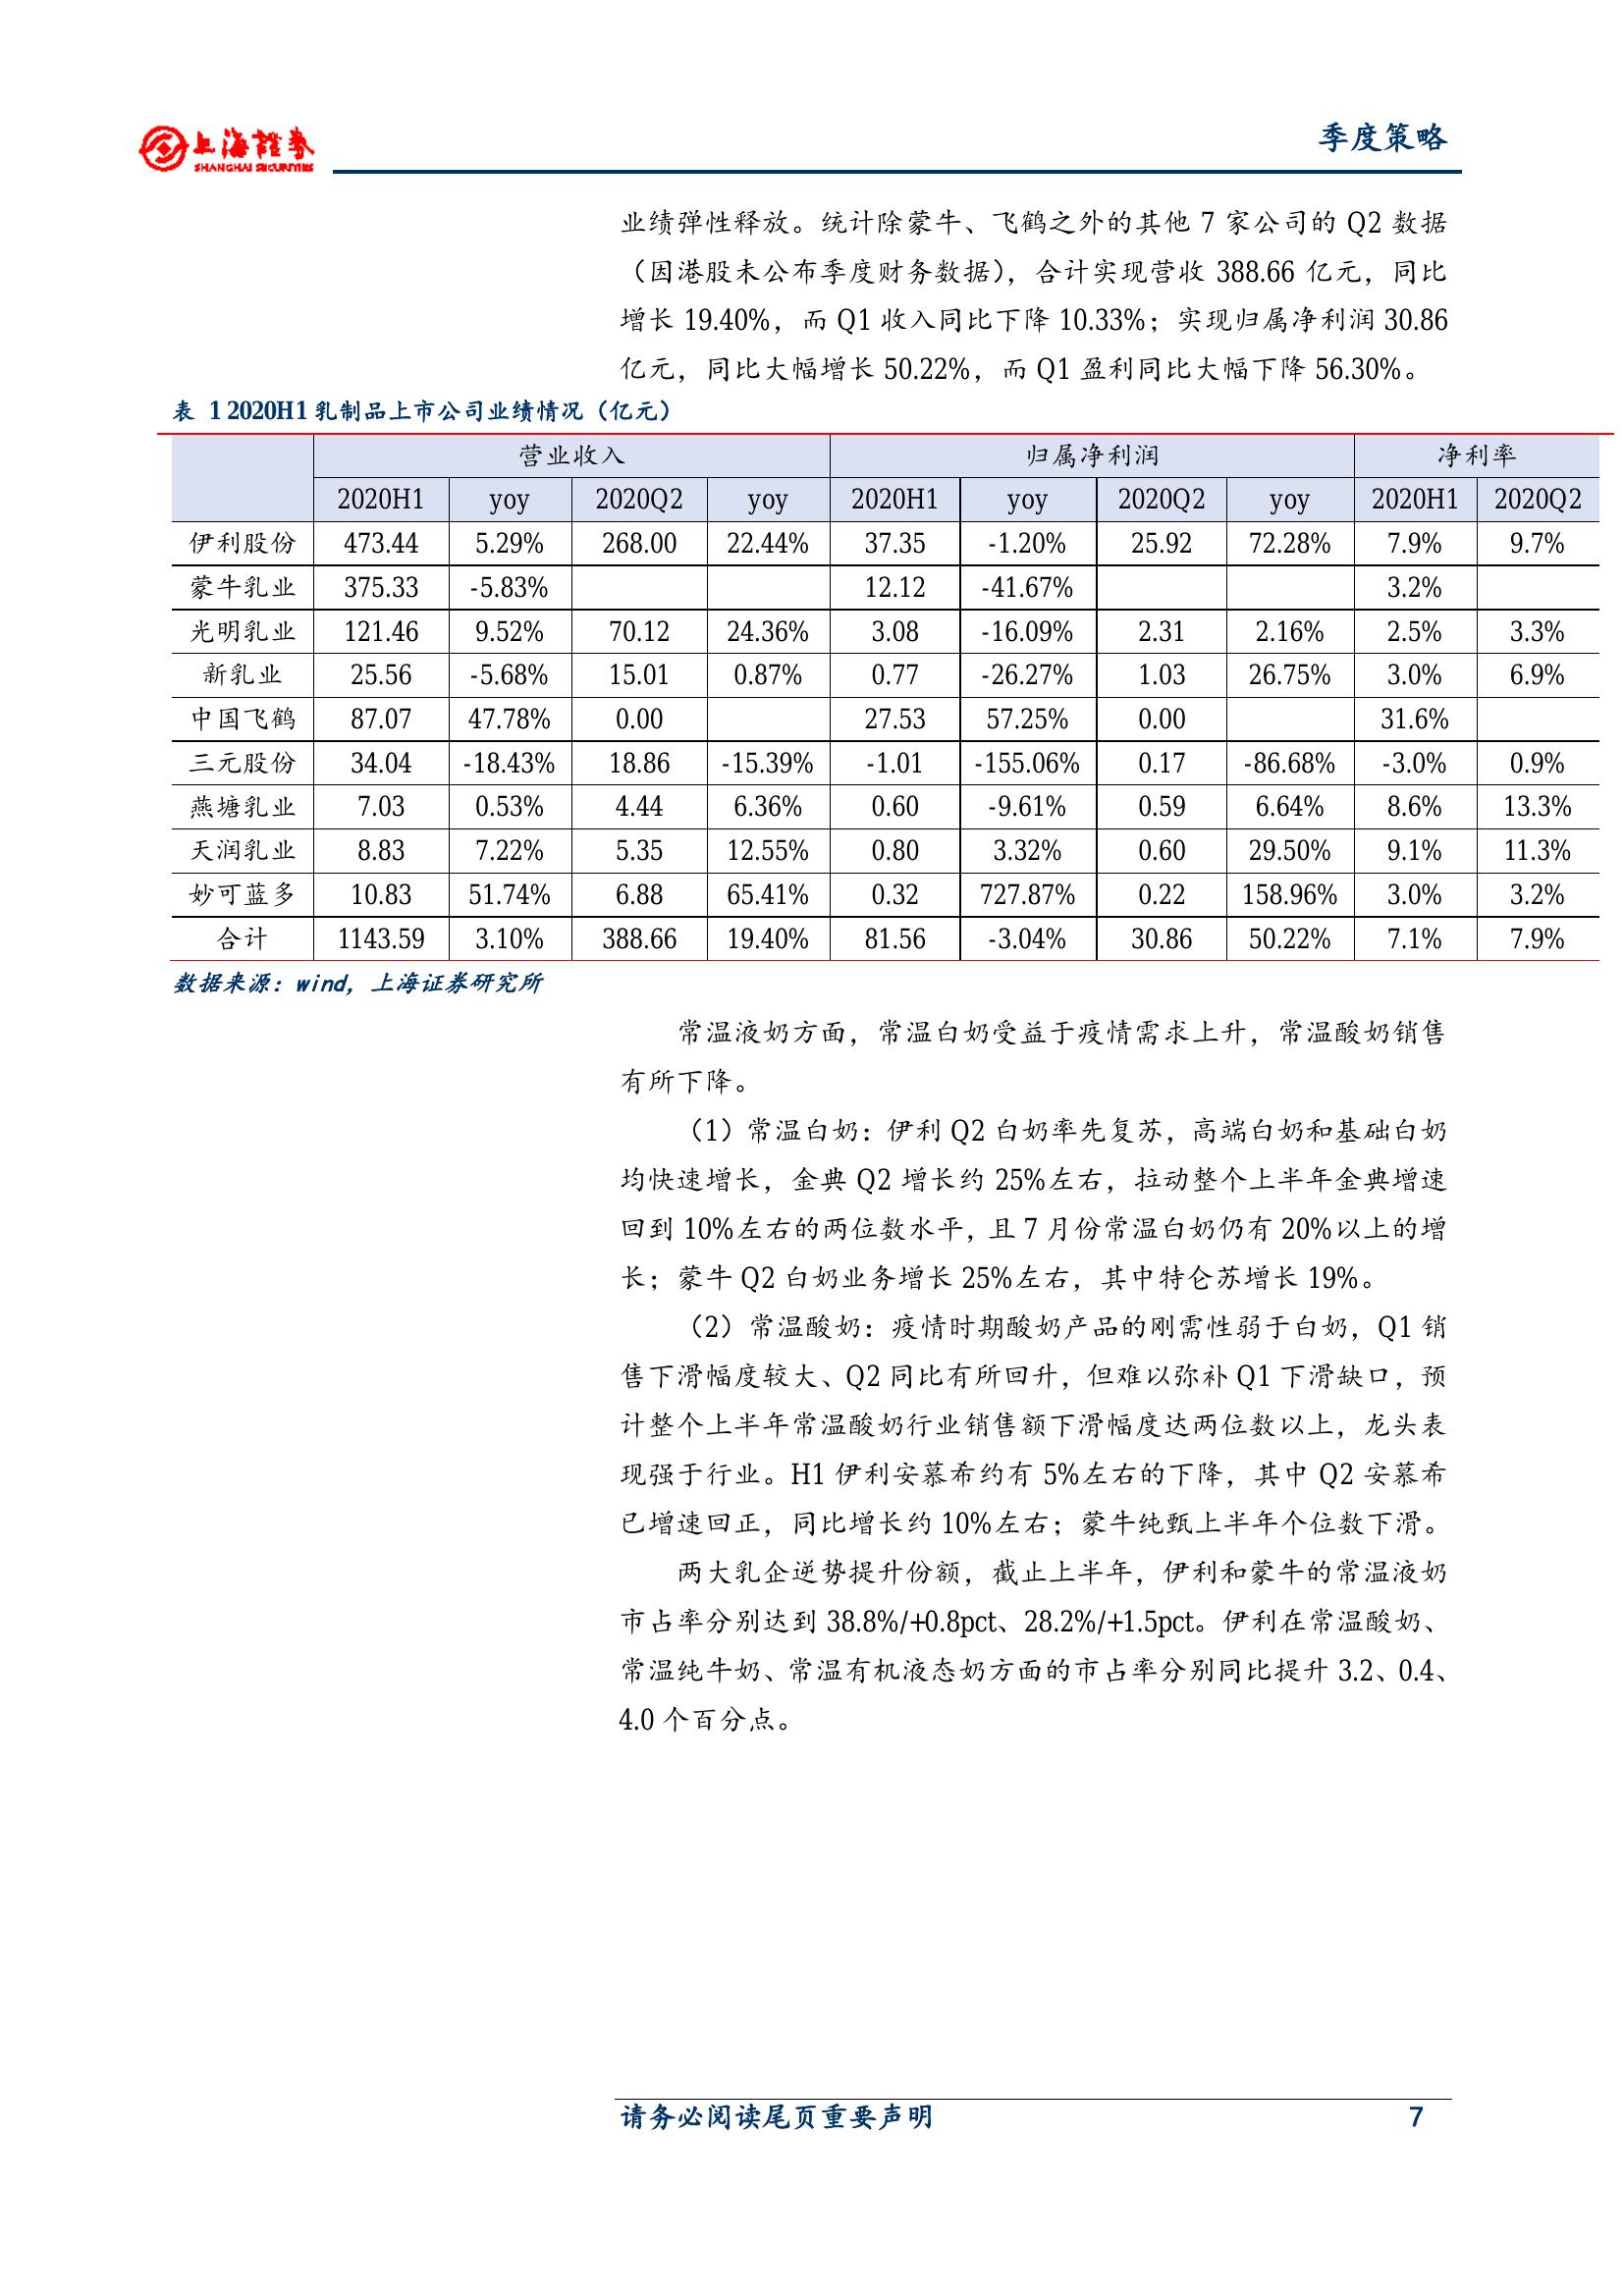 上海證券
SHANGHAI SECURITIES
季度策略
业绩弹性释放。统计除蒙牛、飞鹤之外的其他 7 家公司的 Q2 数据
（因港股未公布季度财务数据），合计实现营收 388.66 亿元，同比
增长 19.40%，而 Q1 收入同比下降 10.33%；实现归属净利润 30.86
亿元，同比大幅增长 50.22%，而 Q1 盈利同比大幅下降 56.30%。
表 1 2020H1 乳制品上市公司业绩情况（亿元）
营业收入 归属净利润 净利率
2020H1 yoy 2020Q2 yoy 2020H1 yoy 2020Q2 yoy 2020H1 2020Q2
伊利股份 473.44 5.29% 268.00 22.44% 37.35 -1.20% 25.92 72.28% 7.9% 9.7%
蒙牛乳业 375.33 -5.83% 12.12 -41.67% 3.2%
光明乳业 121.46 9.52% 70.12 24.36% 3.08 -16.09% 2.31 2.16% 2.5% 3.3%
新乳业 25.56 -5.68% 15.01 0.87% 0.77 -26.27% 1.03 26.75% 3.0% 6.9%
中国飞鹤 87.07 47.78% 0.00 27.53 57.25% 0.00 31.6%
三元股份 34.04 -18.43% 18.86 -15.39% -1.01 -155.06% 0.17 -86.68% -3.0% 0.9%
燕塘乳业 7.03 0.53% 4.44 6.36% 0.60 -9.61% 0.59 6.64% 8.6% 13.3%
天润乳业 8.83 7.22% 5.35 12.55% 0.80 3.32% 0.60 29.50% 9.1% 11.3%
妙可蓝多 10.83 51.74% 6.88 65.41% 0.32 727.87% 0.22 158.96% 3.0% 3.2%
合计 1143.59 3.10% 388.66 19.40% 81.56 -3.04% 30.86 50.22% 7.1% 7.9%
数据来源：wind，上海证券研究所
常温液奶方面，常温白奶受益于疫情需求上升，常温酸奶销售
有所下降。
（1）常温白奶：伊利 Q2 白奶率先复苏，高端白奶和基础白奶
均快速增长，金典 Q2 增长约 25%左右，拉动整个上半年金典增速
回到 10%左右的两位数水平，且 7 月份常温白奶仍有 20%以上的增
长；蒙牛 Q2 白奶业务增长 25%左右，其中特仑苏增长 19%。
（2）常温酸奶：疫情时期酸奶产品的刚需性弱于白奶，Q1 销
售下滑幅度较大、Q2 同比有所回升，但难以弥补 Q1 下滑缺口，预
计整个上半年常温酸奶行业销售额下滑幅度达两位数以上，龙头表
现强于行业。H1 伊利安慕希约有 5%左右的下降，其中 Q2 安慕希
已增速回正，同比增长约 10%左右；蒙牛纯甄上半年个位数下滑。
两大乳企逆势提升份额，截止上半年，伊利和蒙牛的常温液奶
市占率分别达到 38.8%/+0.8pct、28.2%/+1.5pct。伊利在常温酸奶、
常温纯牛奶、常温有机液态奶方面的市占率分别同比提升 3.2、0.4、
4.0 个百分点。
请务必阅读尾页重要声明 7